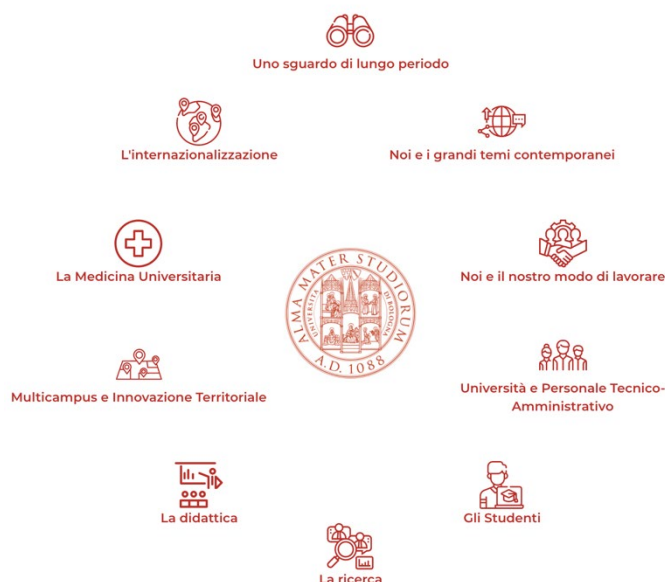 Uno sguardo di lungo periodo
L'internazionalizzazione
Noi e i grandi temi contemporanei
La Medicina Universitaria
Noi e il nostro modo di lavorare
ALMA MATER STUDIORUM
UNIVERSITÀ DI BOLOGNA
A.D. 1088
Multicampus e Innovazione Territoriale
Università e Personale Tecnico-
Amministrativo
La didattica
Gli Studenti
La ricerca